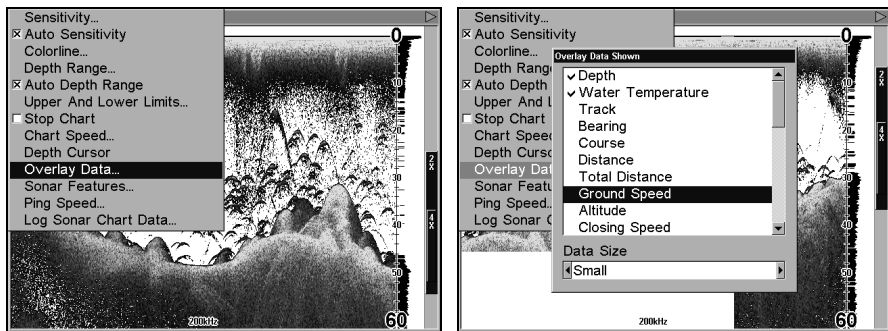 Sensitivity...
Auto Sensitivity
Colorline...
Depth Range...
Auto Depth Range
Upper And Lower Limits...
Stop Chart
Chart Speed...
Depth Cursor
Overlay Data...
Sonar Features...
Ping Speed...
Log Sonar Chart Data...
0
10
20
30
40
50
60
2X
4X
200kHz
Sensitivity...
Auto Sensitivity
Colorline...
Depth Rang
Auto Depth
Upper And L
Stop Chart
Chart Speed
Depth Cursor
Overlay Dat
Sonar Featu
Ping Speed..
Log Sonar C
Overlay Data Shown
Depth
Water Temperature
Track
Bearing
Course
Distance
Total Distance
Ground Speed
Altitude
Closing Speed
Data Size
Small
0
10
20
30
40
50
60
2X
4X
200kHz